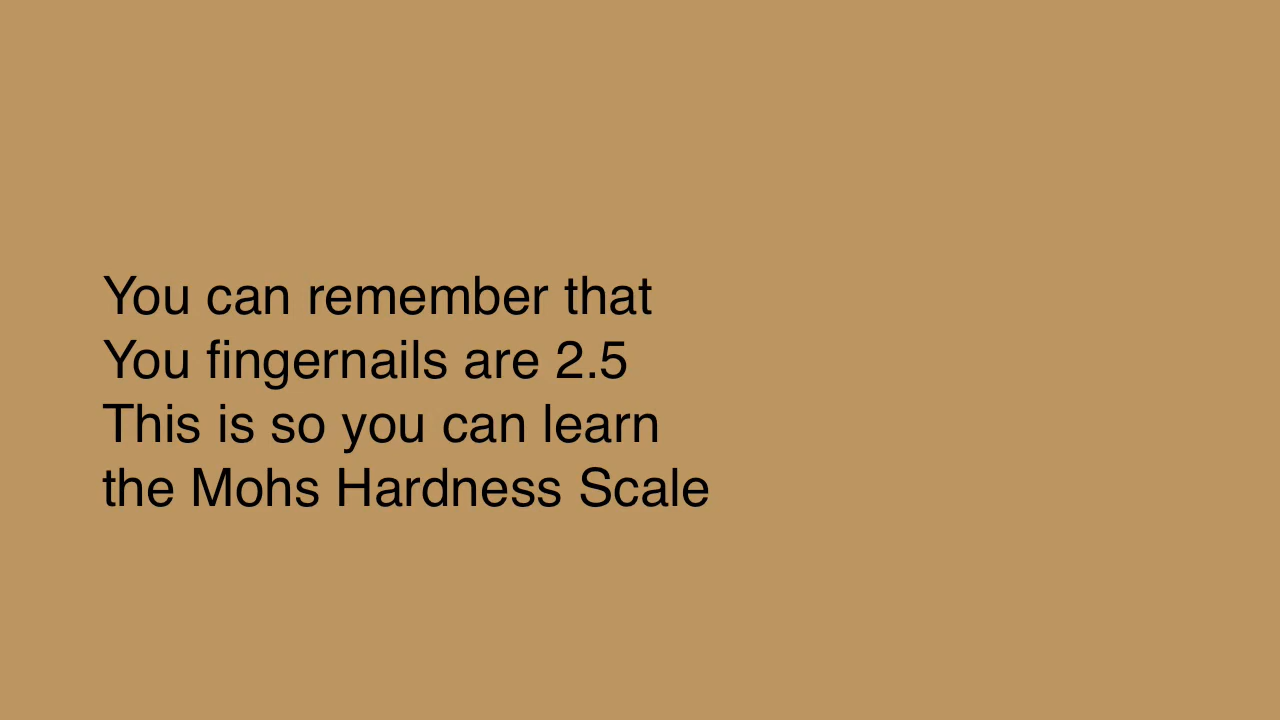 You can remember that
You fingernails are 2.5
This is so you can learn
the Mohs Hardness Scale